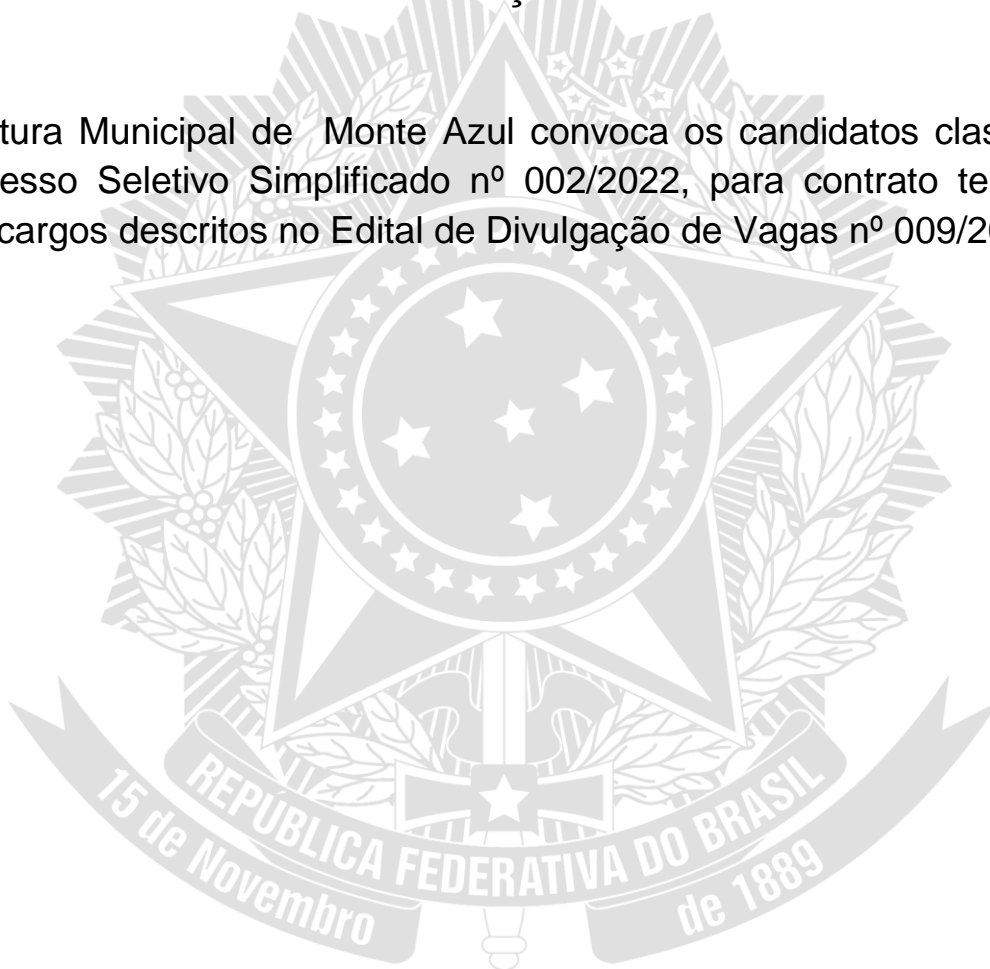 tura Municipal de Monte Azul convoca os candidatos clas
esso Seletivo Simplificado nº 002/2022, para contrato te
cargos descritos no Edital de Divulgação de Vagas nº 009/20
REPÚBLICA FEDERATIVA DO BRASIL
15 de Novembro de 1889